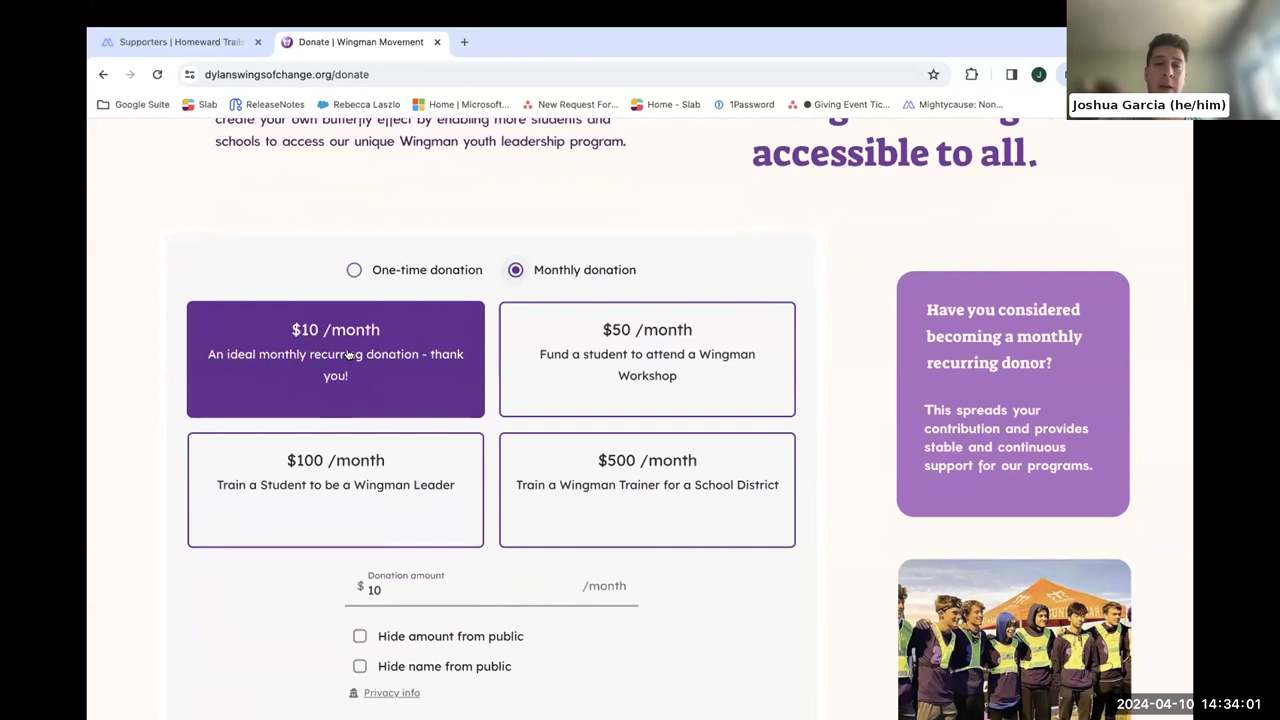 Supporters | Homeward Trails
Donate | Wingman Movement
dylanswingsofchange.org/donate
Google Suite
Slab
ReleaseNotes
Rebecca Laszlo
Home | Microsoft...
New Request For...
Home - Slab
1Password
Giving Event Tic...
Mightycause: Non...
Joshua Garcia (he/him)
create your own butterfly effect by enabling more students and
schools to access our unique Wingman youth leadership program.
accessible to all.
One-time donation
Monthly donation
$10 /month
An ideal monthly recurring donation - thank
you!
$50 /month
Fund a student to attend a Wingman
Workshop
$100 /month
Train a Student to be a Wingman Leader
$500 /month
Train a Wingman Trainer for a School District
Donation amount
$ 10 /month
Hide amount from public
Hide name from public
Privacy info
Have you considered
becoming a monthly
recurring donor?
This spreads your
contribution and provides
stable and continuous
support for our programs.
2024-04-10 14:34:01